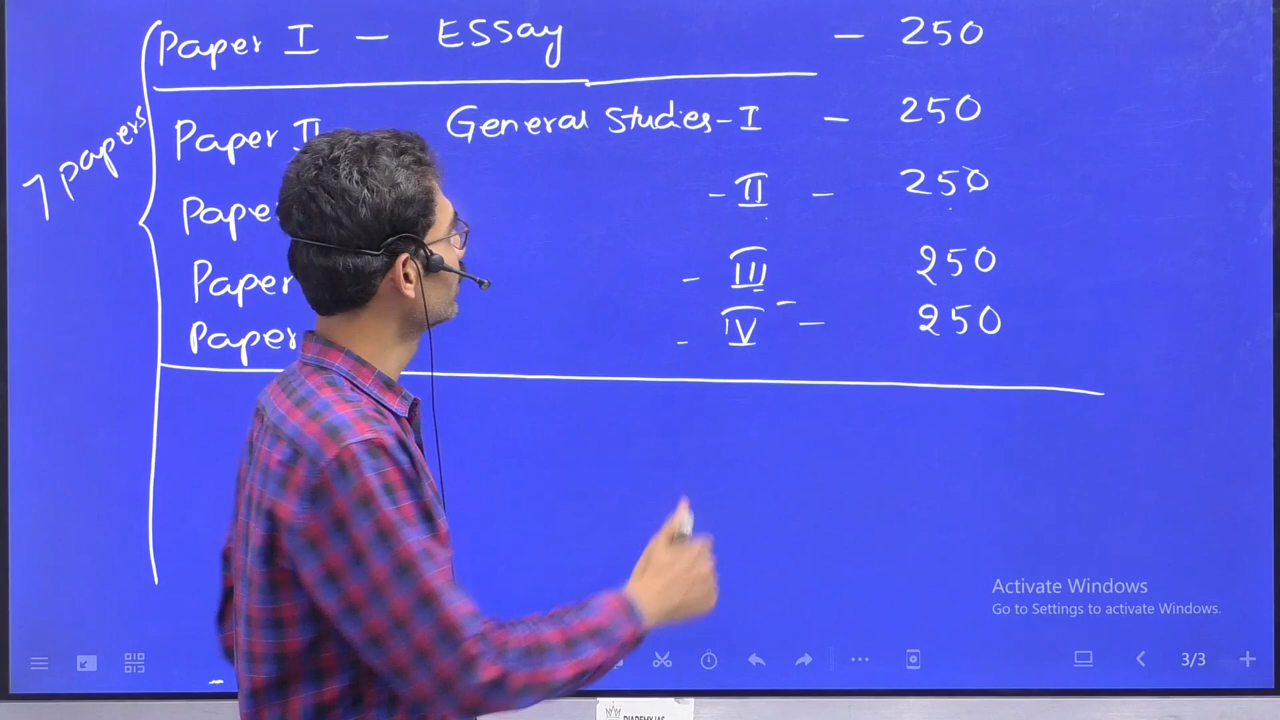 Paper I – ESSay – 250
7 papers
Paper II General Studies–I – 250
Pape – II – 250
Paper – III 250
Paper – IV – 250
Activate Windows
Go to Settings to activate Windows.
3/3